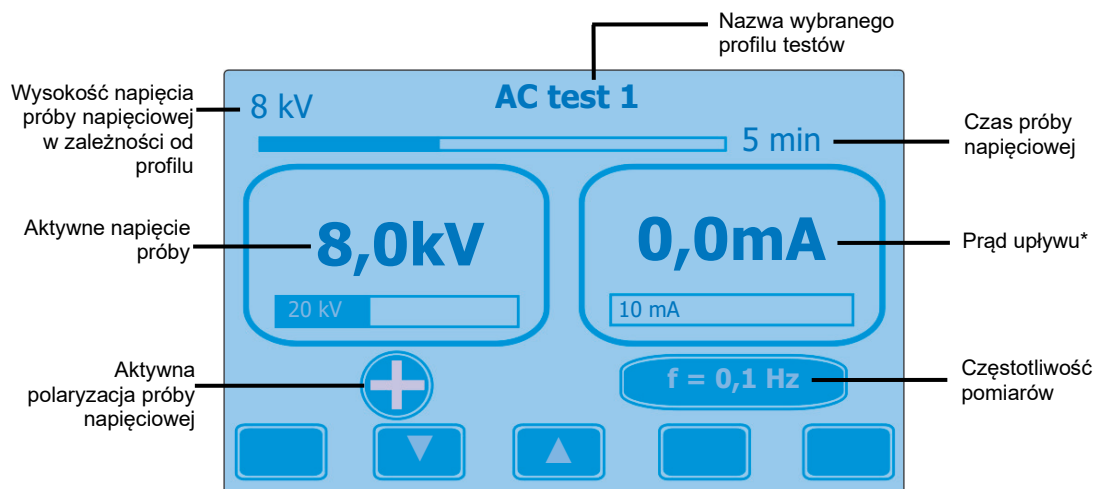 Nazwa wybranego
profilu testów
Wysokość napięcia
próby napięciowej
w zależności od
profilu
8 kV
AC test 1
5 min
Czas próby
napięciowej
Aktywne napięcie
próby
8,0kV
0,0mA
Prąd upływu*
20 kV
10 mA
Aktywna
polaryzacja próby
napięciowej
f = 0,1 Hz
Częstotliwość
pomiarów